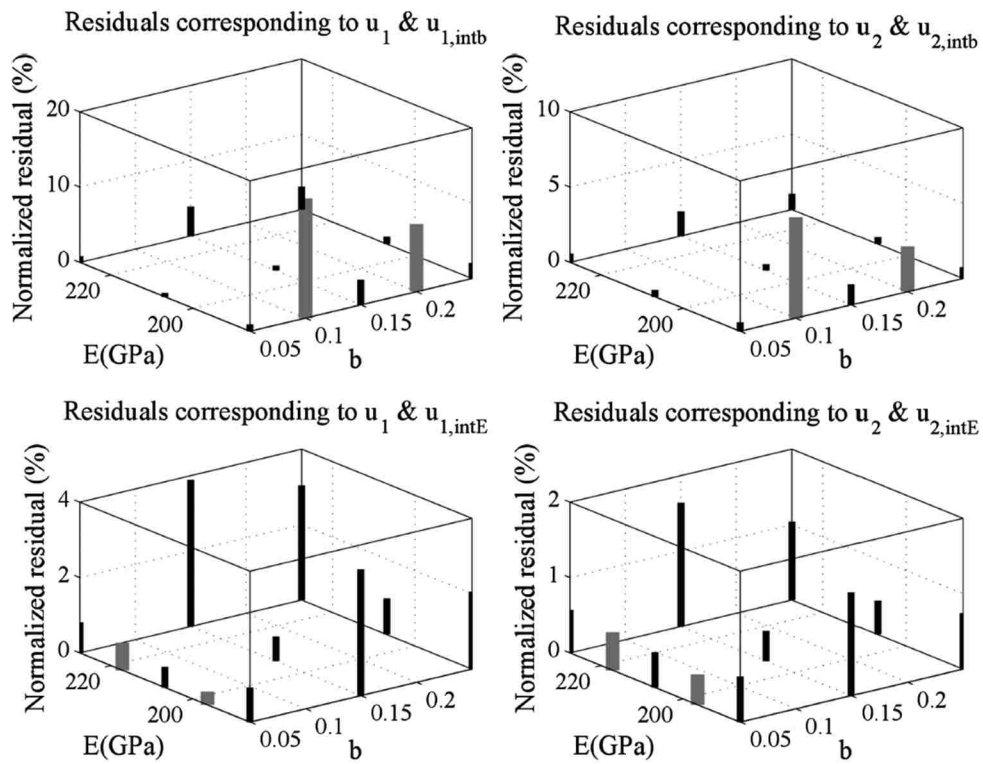 Residuals corresponding to u1 & u1,intb
Normalized residual (%)
20
10
0
220
200
E(GPa)
0.05
0.1
0.15
0.2
b
Residuals corresponding to u2 & u2,intb
Normalized residual (%)
10
5
0
220
200
E(GPa)
0.05
0.1
0.15
0.2
b
Residuals corresponding to u1 & u1,intE
Normalized residual (%)
4
2
0
220
200
E(GPa)
0.05
0.1
0.15
0.2
b
Residuals corresponding to u2 & u2,intE
Normalized residual (%)
2
1
0
220
200
E(GPa)
0.05
0.1
0.15
0.2
b